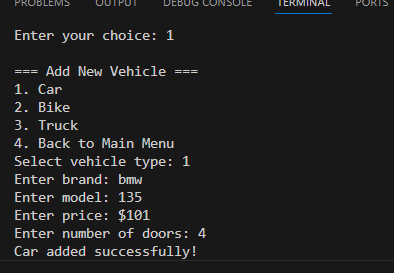 PROBLEMS OUTPUT DEBUG CONSOLE TERMINAL PORTS
Enter your choice: 1
=== Add New Vehicle ===
1. Car
2. Bike
3. Truck
4. Back to Main Menu
Select vehicle type: 1
Enter brand: bmw
Enter model: 135
Enter price: $101
Enter number of doors: 4
Car added successfully!